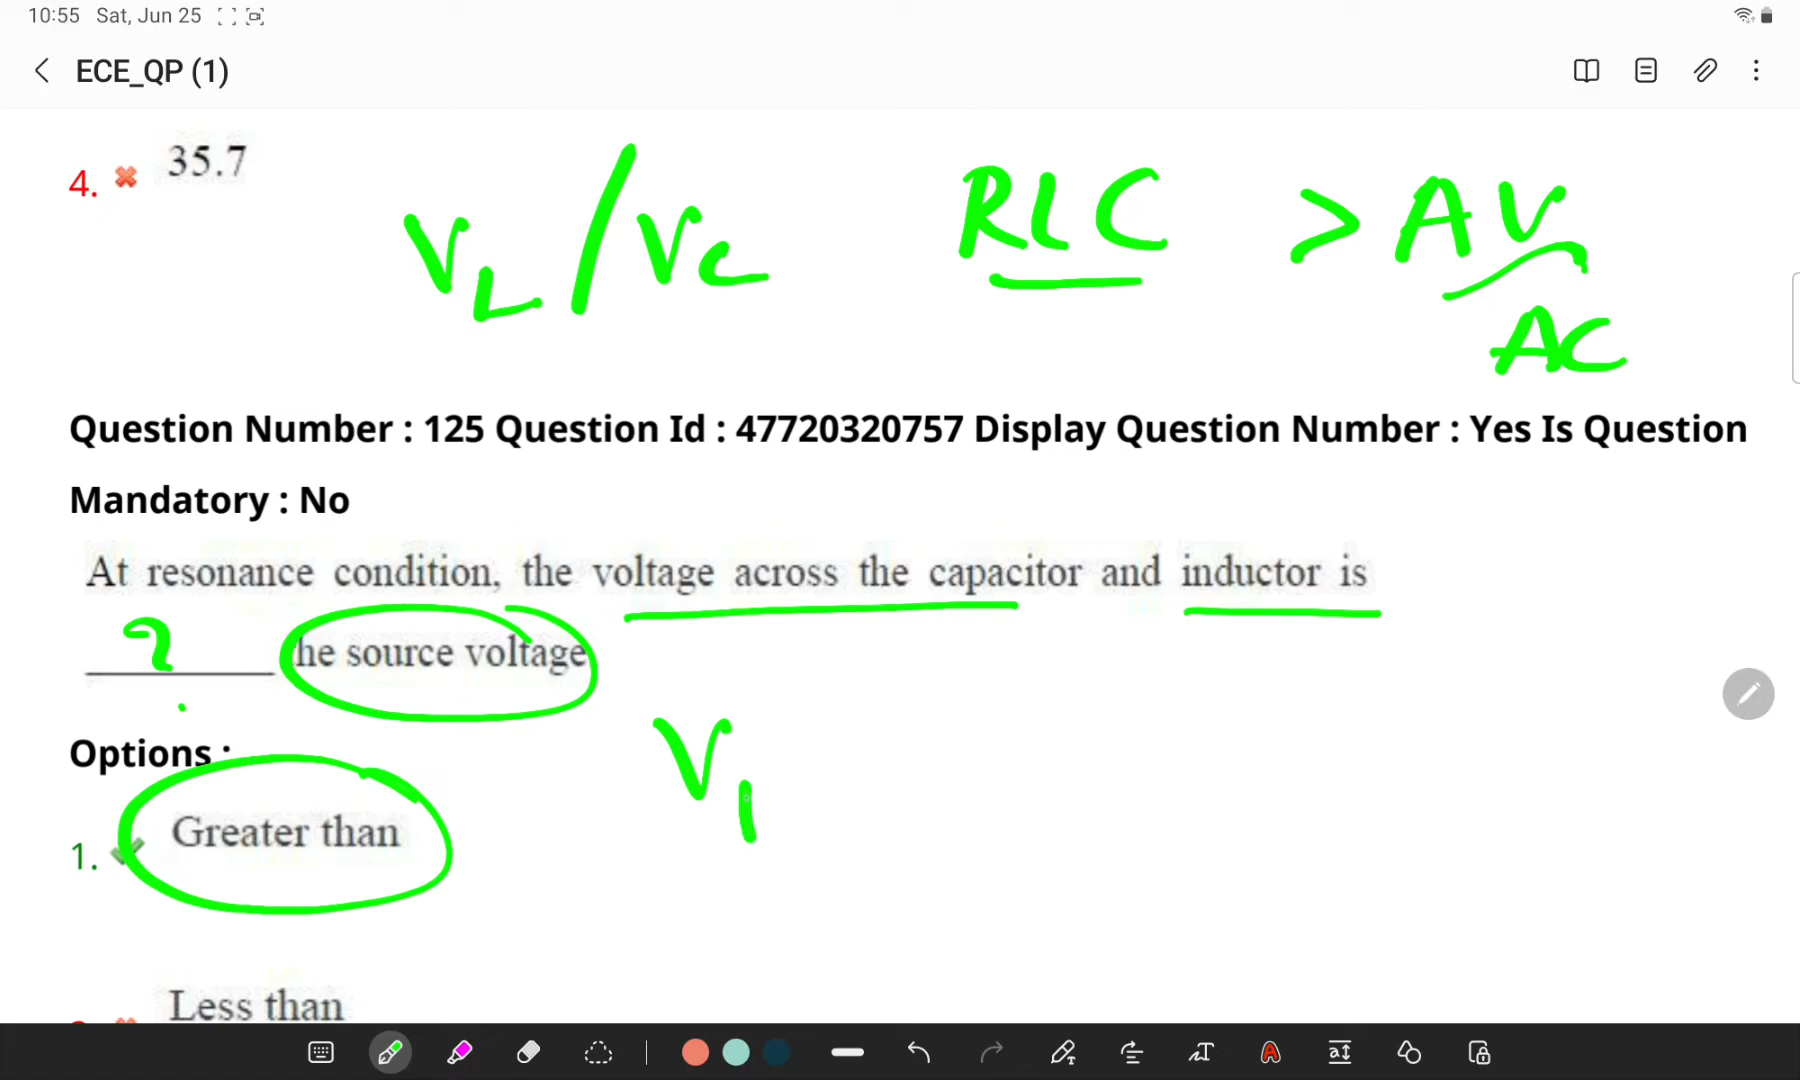 10:55 Sat, Jun 25
ECE_QP (1)
4. 35.7
VL/VC RLC > AV
AC
Question Number : 125 Question Id : 47720320757 Display Question Number : Yes Is Question
Mandatory : No
At resonance condition, the voltage across the capacitor and inductor is
? he source voltage
Options :
V1
1. Greater than
Less than